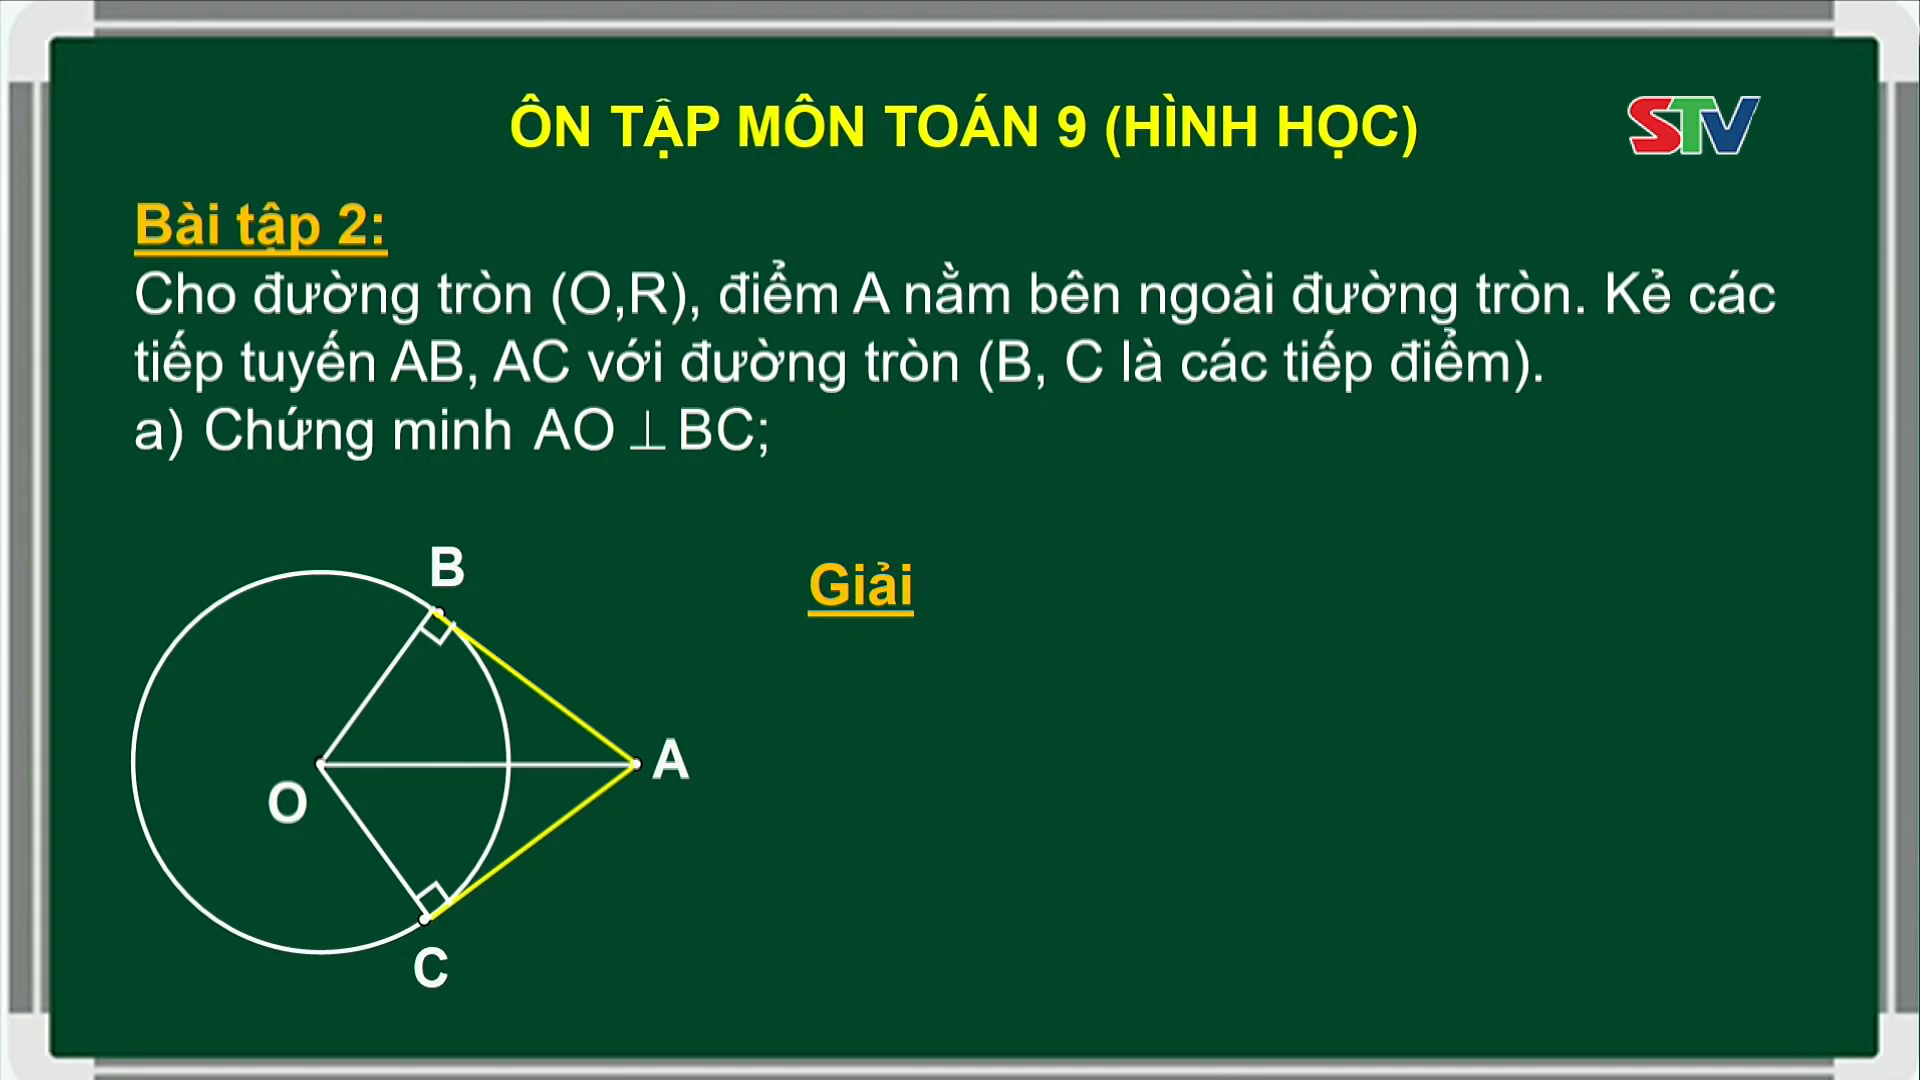 ÔN TẬP MÔN TOÁN 9 (HÌNH HỌC)
STV
Bài tập 2:
Cho đường tròn (O,R), điểm A nằm bên ngoài đường tròn. Kẻ các
tiếp tuyến AB, AC với đường tròn (B, C là các tiếp điểm).
a) Chứng minh AO ⊥ BC;
B
Giải
A
O
C